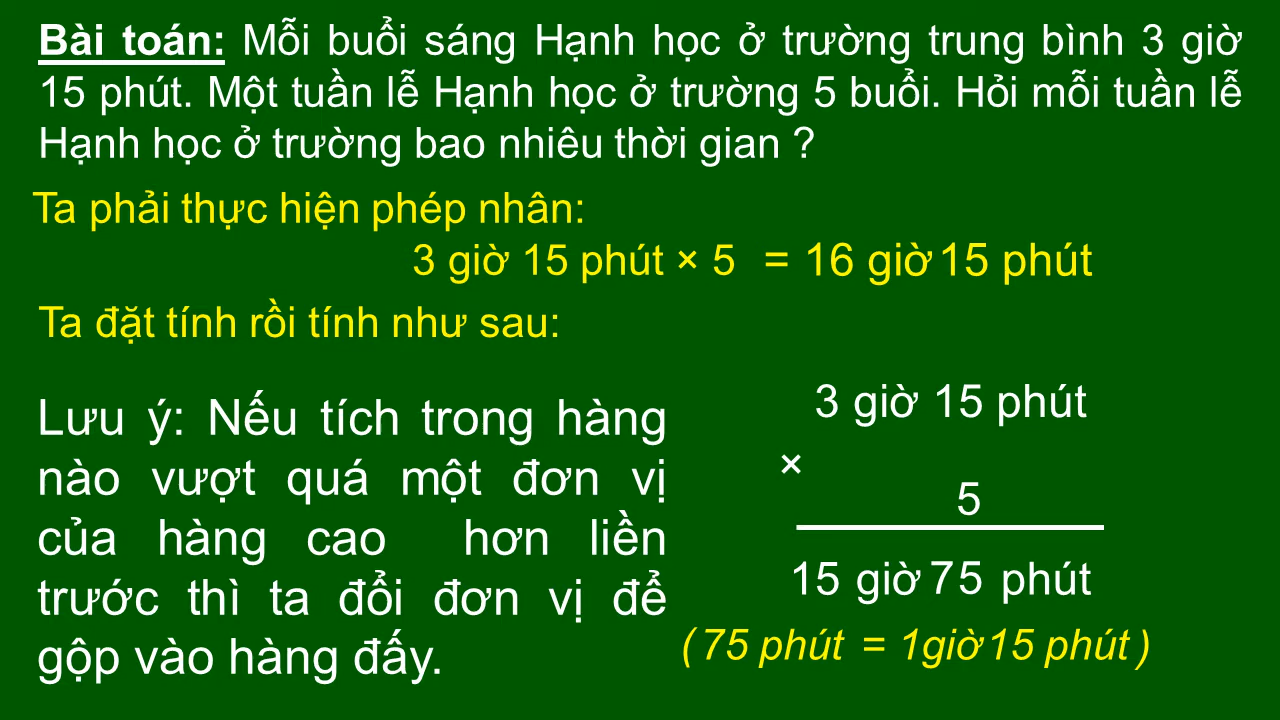 Bài toán: Mỗi buổi sáng Hạnh học ở trường trung bình 3 giờ
15 phút. Một tuần lễ Hạnh học ở trường 5 buổi. Hỏi mỗi tuần lễ
Hạnh học ở trường bao nhiêu thời gian ?
Ta phải thực hiện phép nhân:
3 giờ 15 phút × 5 = 16 giờ 15 phút
Ta đặt tính rồi tính như sau:
Lưu ý: Nếu tích trong hàng
nào vượt quá một đơn vị
của hàng cao hơn liền
trước thì ta đổi đơn vị để
gộp vào hàng đấy.
3 giờ 15 phút
×
5
15 giờ 75 phút
( 75 phút = 1giờ 15 phút )